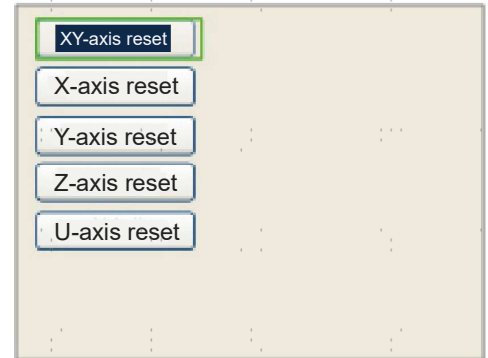 XY-axis reset
X-axis reset
Y-axis reset
Z-axis reset
U-axis reset